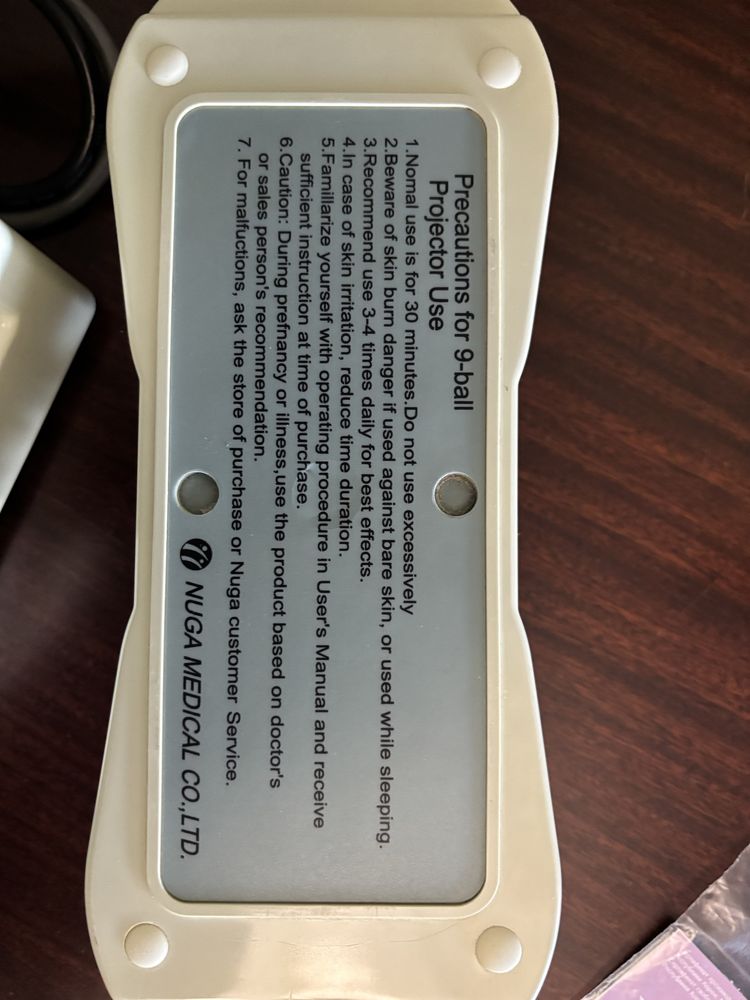 Precautions for 9-ball
Projector Use
1.Nomal use is for 30 minutes.Do not use excessively
2.Beware of skin burn danger if used against bare skin, or used while sleeping.
3.Recommend use 3-4 times daily for best effects.
4.In case of skin irritation, reduce time duration.
5.Familiarize yourself with operating procedure in User's Manual and receive
sufficient instruction at time of purchase.
6.Caution: During prefnancy or illness,use the product based on doctor's
or sales person's recommendation.
7. For malfuctions, ask the store of purchase or Nuga customer Service.
NUGA MEDICAL CO.,LTD.